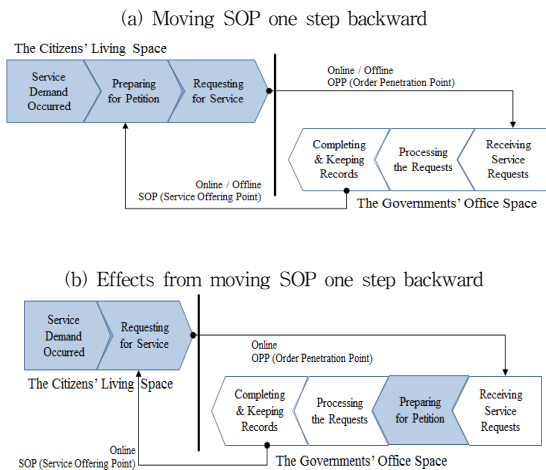 (a) Moving SOP one step backward
The Citizens' Living Space
Service
Demand
Occurred
Preparing
for Petition
Requesting
for Service
Online / Offline
OPP (Order Penetration Point)
Completing
& Keeping
Records
Processing
the Requests
Receiving
Service
Requests
Online / Offline
SOP (Service Offering Point)
The Governments' Office Space
(b) Effects from moving SOP one step backward
Service
Demand
Occurred
Requesting
for Service
Online
OPP (Order Penetration Point)
The Citizens' Living Space
Completing
& Keeping
Records
Processing
the Requests
Preparing
for Petition
Receiving
Service
Requests
Online
SOP (Service Offering Point)
The Governments' Office Space